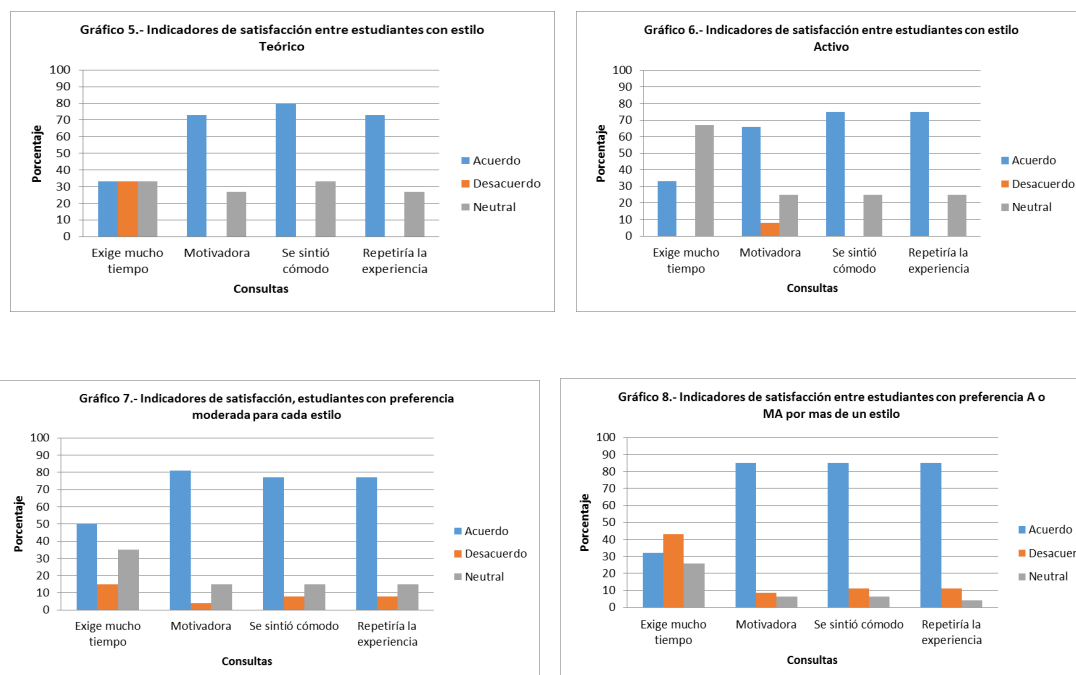 Gráfico 5.- Indicadores de satisfacción entre estudiantes con estilo
Teórico
100
90
80
70
60
50
40
30
20
10
0
Porcentaje
Exige mucho
tiempo
Motivadora
Se sintió
cómodo
Repetiría la
experiencia
Consultas
Acuerdo
Desacuerdo
Neutral
Gráfico 6.- Indicadores de satisfacción entre estudiantes con estilo
Activo
100
90
80
70
60
50
40
30
20
10
0
Porcentaje
Exige mucho
tiempo
Motivadora
Se sintió
cómodo
Repetiría la
experiencia
Consultas
Acuerdo
Desacuerdo
Neutral
Gráfico 7.- Indicadores de satisfacción, estudiantes con preferencia
moderada para cada estilo
100
90
80
70
60
50
40
30
20
10
0
Porcentaje
Exige mucho
tiempo
Motivadora
Se sintió cómodo
Repetiría la
experiencia
Consultas
Acuerdo
Desacuerdo
Neutral
Gráfico 8.- Indicadores de satisfacción entre estudiantes con preferencia A o
MA por mas de un estilo
100
90
80
70
60
50
40
30
20
10
0
Porcentaje
Exige mucho
tiempo
Motivadora
Se sintió cómodo
Repetiría la
experiencia
Consultas
Acuerdo
Desacuer
Neutral